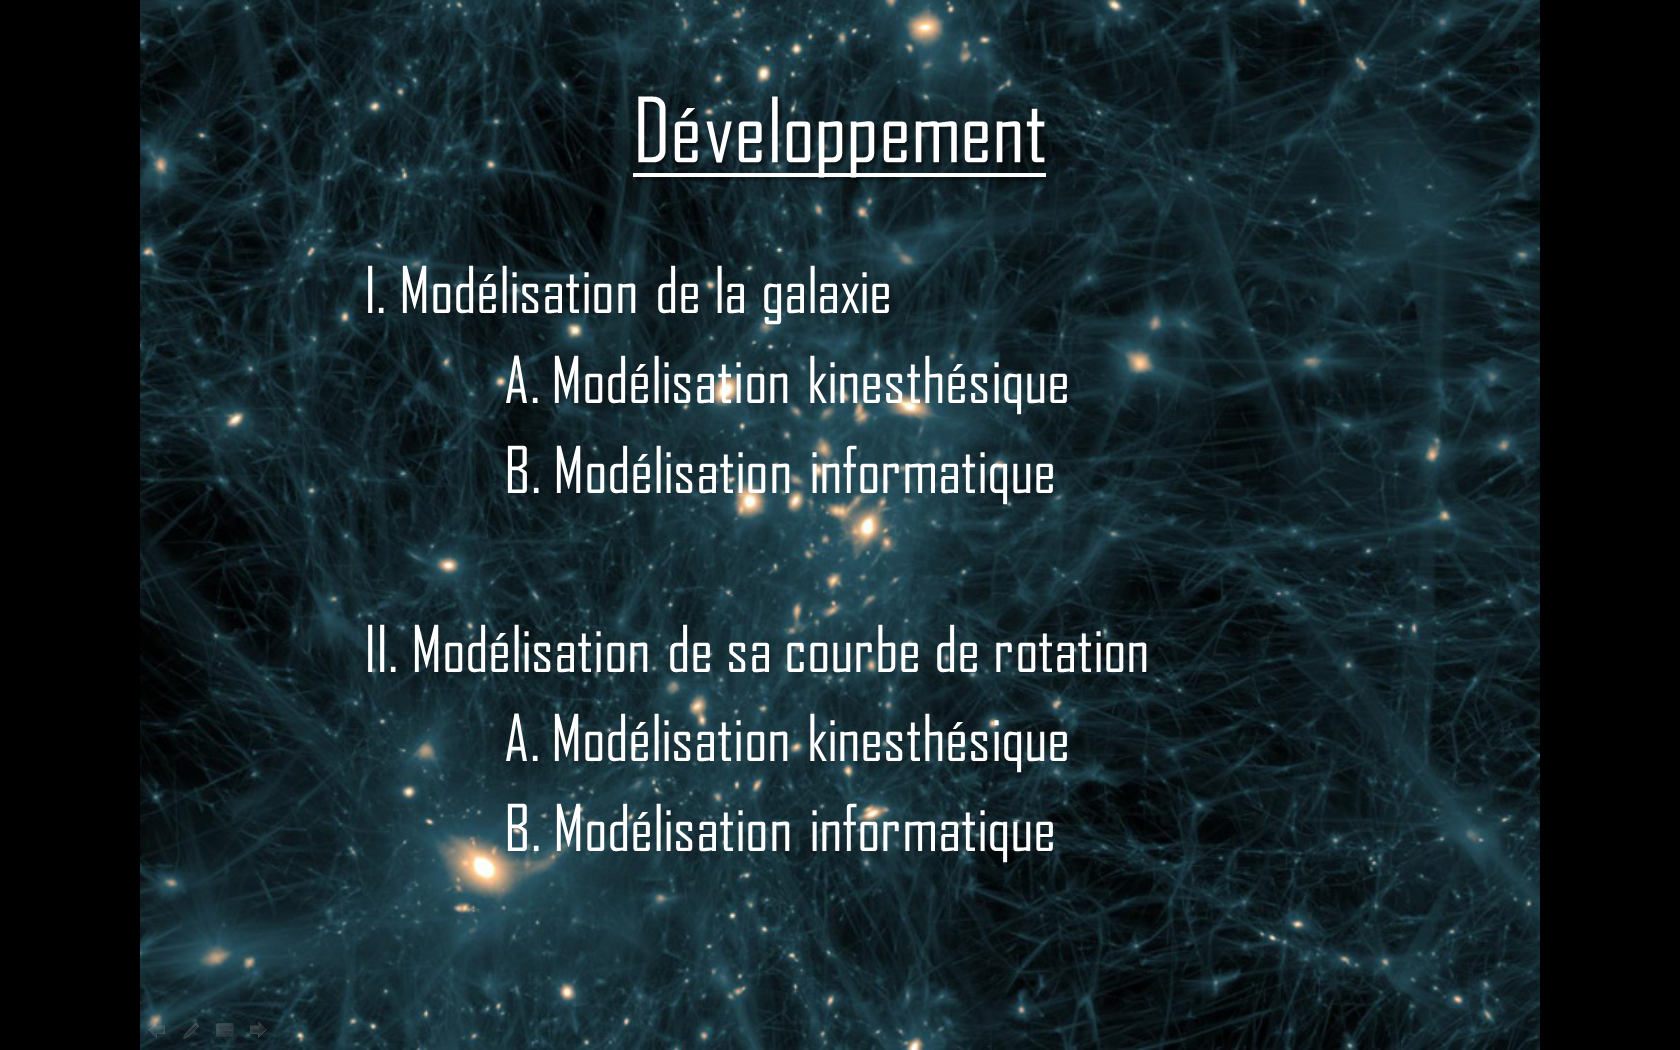 Développement
I. Modélisation de la galaxie
A. Modélisation kinesthésique
B. Modélisation informatique
II. Modélisation de sa courbe de rotation
A. Modélisation kinesthésique
B. Modélisation informatique